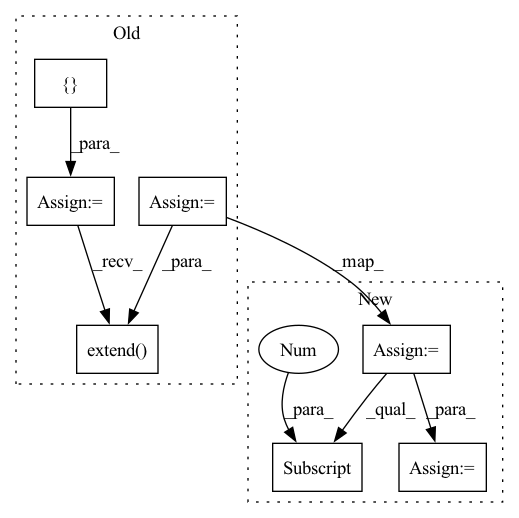 Old
{}
_para_
Assign:=
Assign:=
_recv_
_para_
_map_
extend()
New
Num
Assign:=
_para_
_qual_
_para_
Subscript
Assign:=